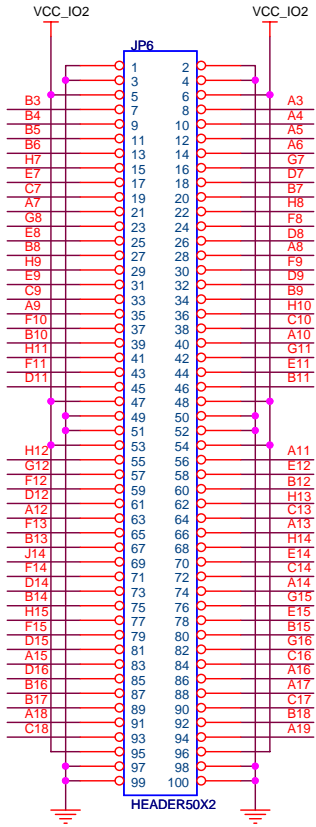 VCC_IO2 VCC_IO2
JP6
1 2
3 4
5 6
B3 7 8 A3
B4 9 10 A4
B5 11 12 A5
B6 13 14 A6
H7 15 16 G7
E7 17 18 D7
C7 19 20 B7
A7 21 22 H8
G8 23 24 F8
E8 25 26 D8
B8 27 28 A8
H9 29 30 F9
E9 31 32 D9
C9 33 34 B9
A9 35 36 H10
F10 37 38 C10
B10 39 40 A10
H11 41 42 G11
F11 43 44 E11
D11 45 46 B11
47 48
49 50
51 52
53 54
H12 55 56 A11
G12 57 58 E12
F12 59 60 B12
D12 61 62 H13
A12 63 64 C13
F13 65 66 A13
B13 67 68 H14
J14 69 70 E14
F14 71 72 C14
D14 73 74 A14
B14 75 76 G15
H15 77 78 E15
F15 79 80 B15
D15 81 82 G16
A15 83 84 C16
D16 85 86 A16
B16 87 88 A17
B17 89 90 C17
A18 91 92 B18
C18 93 94 A19
95 96
97 98
99 100
HEADER50X2